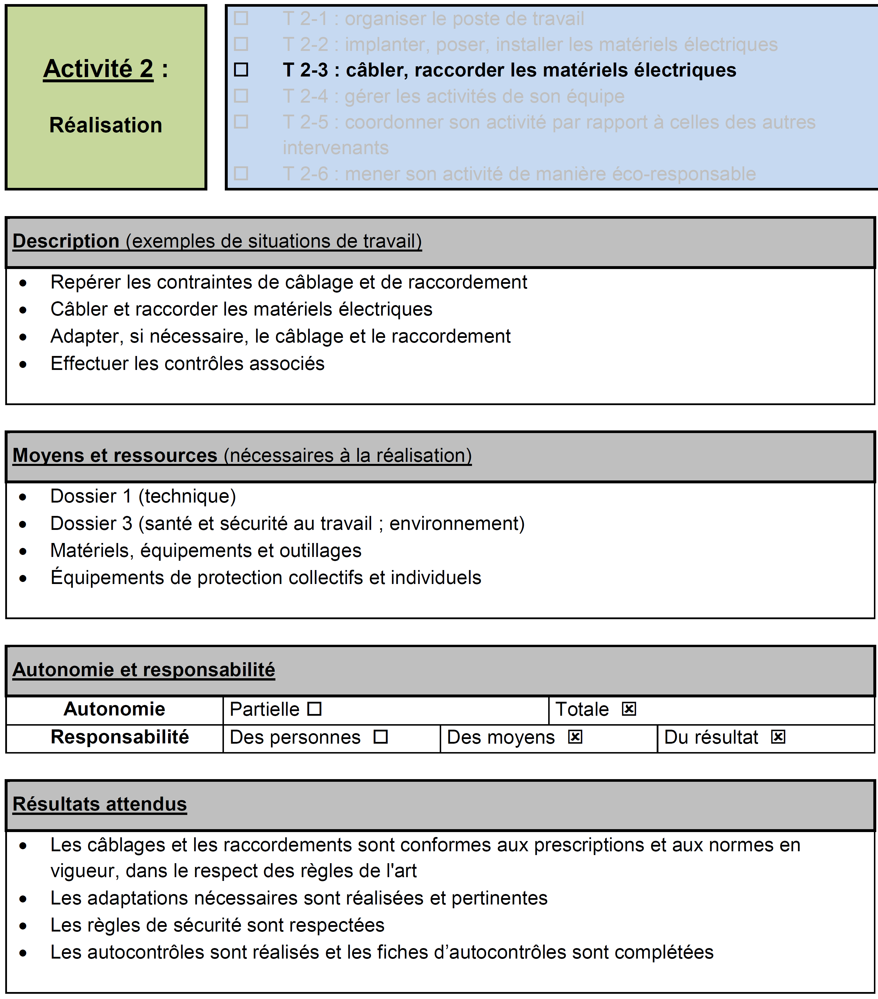 Activité 2 :
Réalisation
☐ T 2-1 : organiser le poste de travail
☐ T 2-2 : implanter, poser, installer les matériels électriques
☐ T 2-3 : câbler, raccorder les matériels électriques
☐ T 2-4 : gérer les activités de son équipe
☐ T 2-5 : coordonner son activité par rapport à celles des autres
intervenants
☐ T 2-6 : mener son activité de manière éco-responsable
Description (exemples de situations de travail)
• Repérer les contraintes de câblage et de raccordement
• Câbler et raccorder les matériels électriques
• Adapter, si nécessaire, le câblage et le raccordement
• Effectuer les contrôles associés
Moyens et ressources (nécessaires à la réalisation)
• Dossier 1 (technique)
• Dossier 3 (santé et sécurité au travail ; environnement)
• Matériels, équipements et outillages
• Équipements de protection collectifs et individuels
Autonomie et responsabilité
Autonomie Partielle ☐ Totale ☒
Responsabilité Des personnes ☐ Des moyens ☒ Du résultat ☒
Résultats attendus
• Les câblages et les raccordements sont conformes aux prescriptions et aux normes en
vigueur, dans le respect des règles de l'art
• Les adaptations nécessaires sont réalisées et pertinentes
• Les règles de sécurité sont respectées
• Les autocontrôles sont réalisés et les fiches d’autocontrôles sont complétées